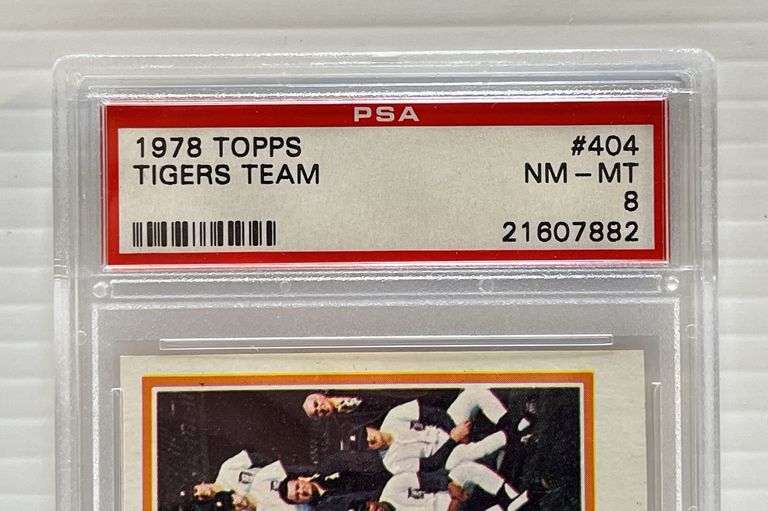 PSA
1978 TOPPS #404
TIGERS TEAM NM - MT
8
21607882